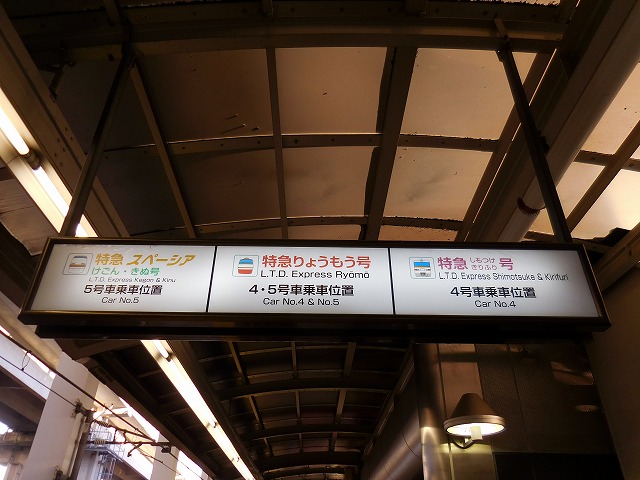 特急 スペーシア
けごん・きぬ号
L.T.D. Express Kegon & Kinu
5号車乗車位置
Car No.5
特急りょうもう号
L.T.D. Express Ryōmo
4・5号車乗車位置
Car No.4 & No.5
特急 しもつけ きりふり 号
L.T.D. Express Shimotsuke & Kirifuri
4号車乗車位置
Car No.4